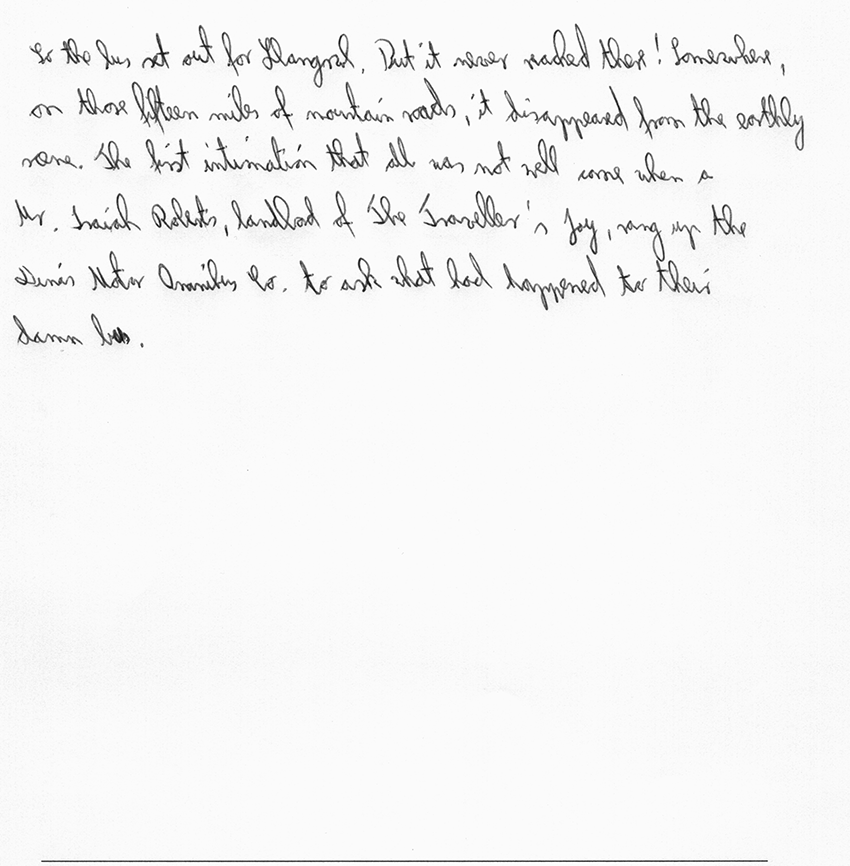 So the bus set out for Llangrwl. But it never reached there! Somewhere,
on those fifteen miles of mountain roads, it disappeared from the earthly
scene. The first intimation that all was not well came when a
Mr. Isaiah Roberts, landlord of The Traveller's Joy, rang up the
Dinas Motor Omnibus Co. to ask what had happened to their
damn bus.